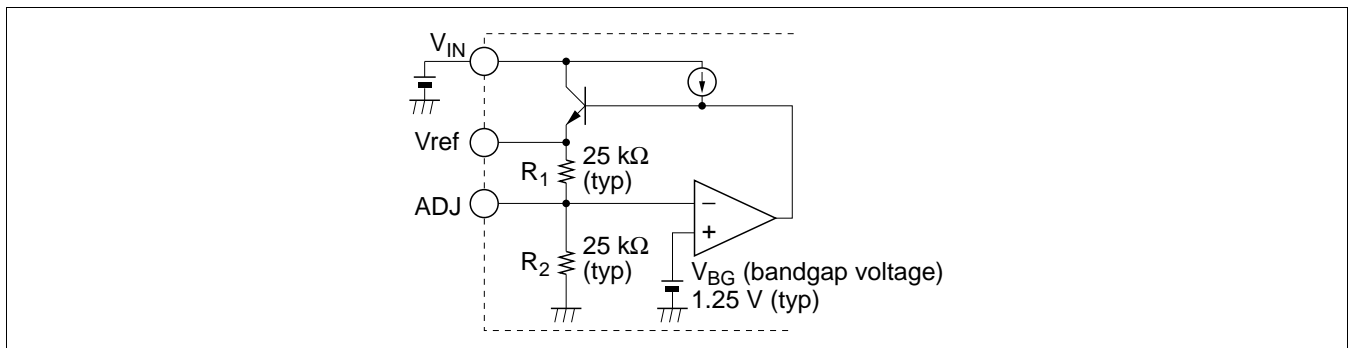 V_IN
Vref
R_1 25 kΩ
(typ)
ADJ
−
+
R_2 25 kΩ
(typ)
V_BG (bandgap voltage)
1.25 V (typ)